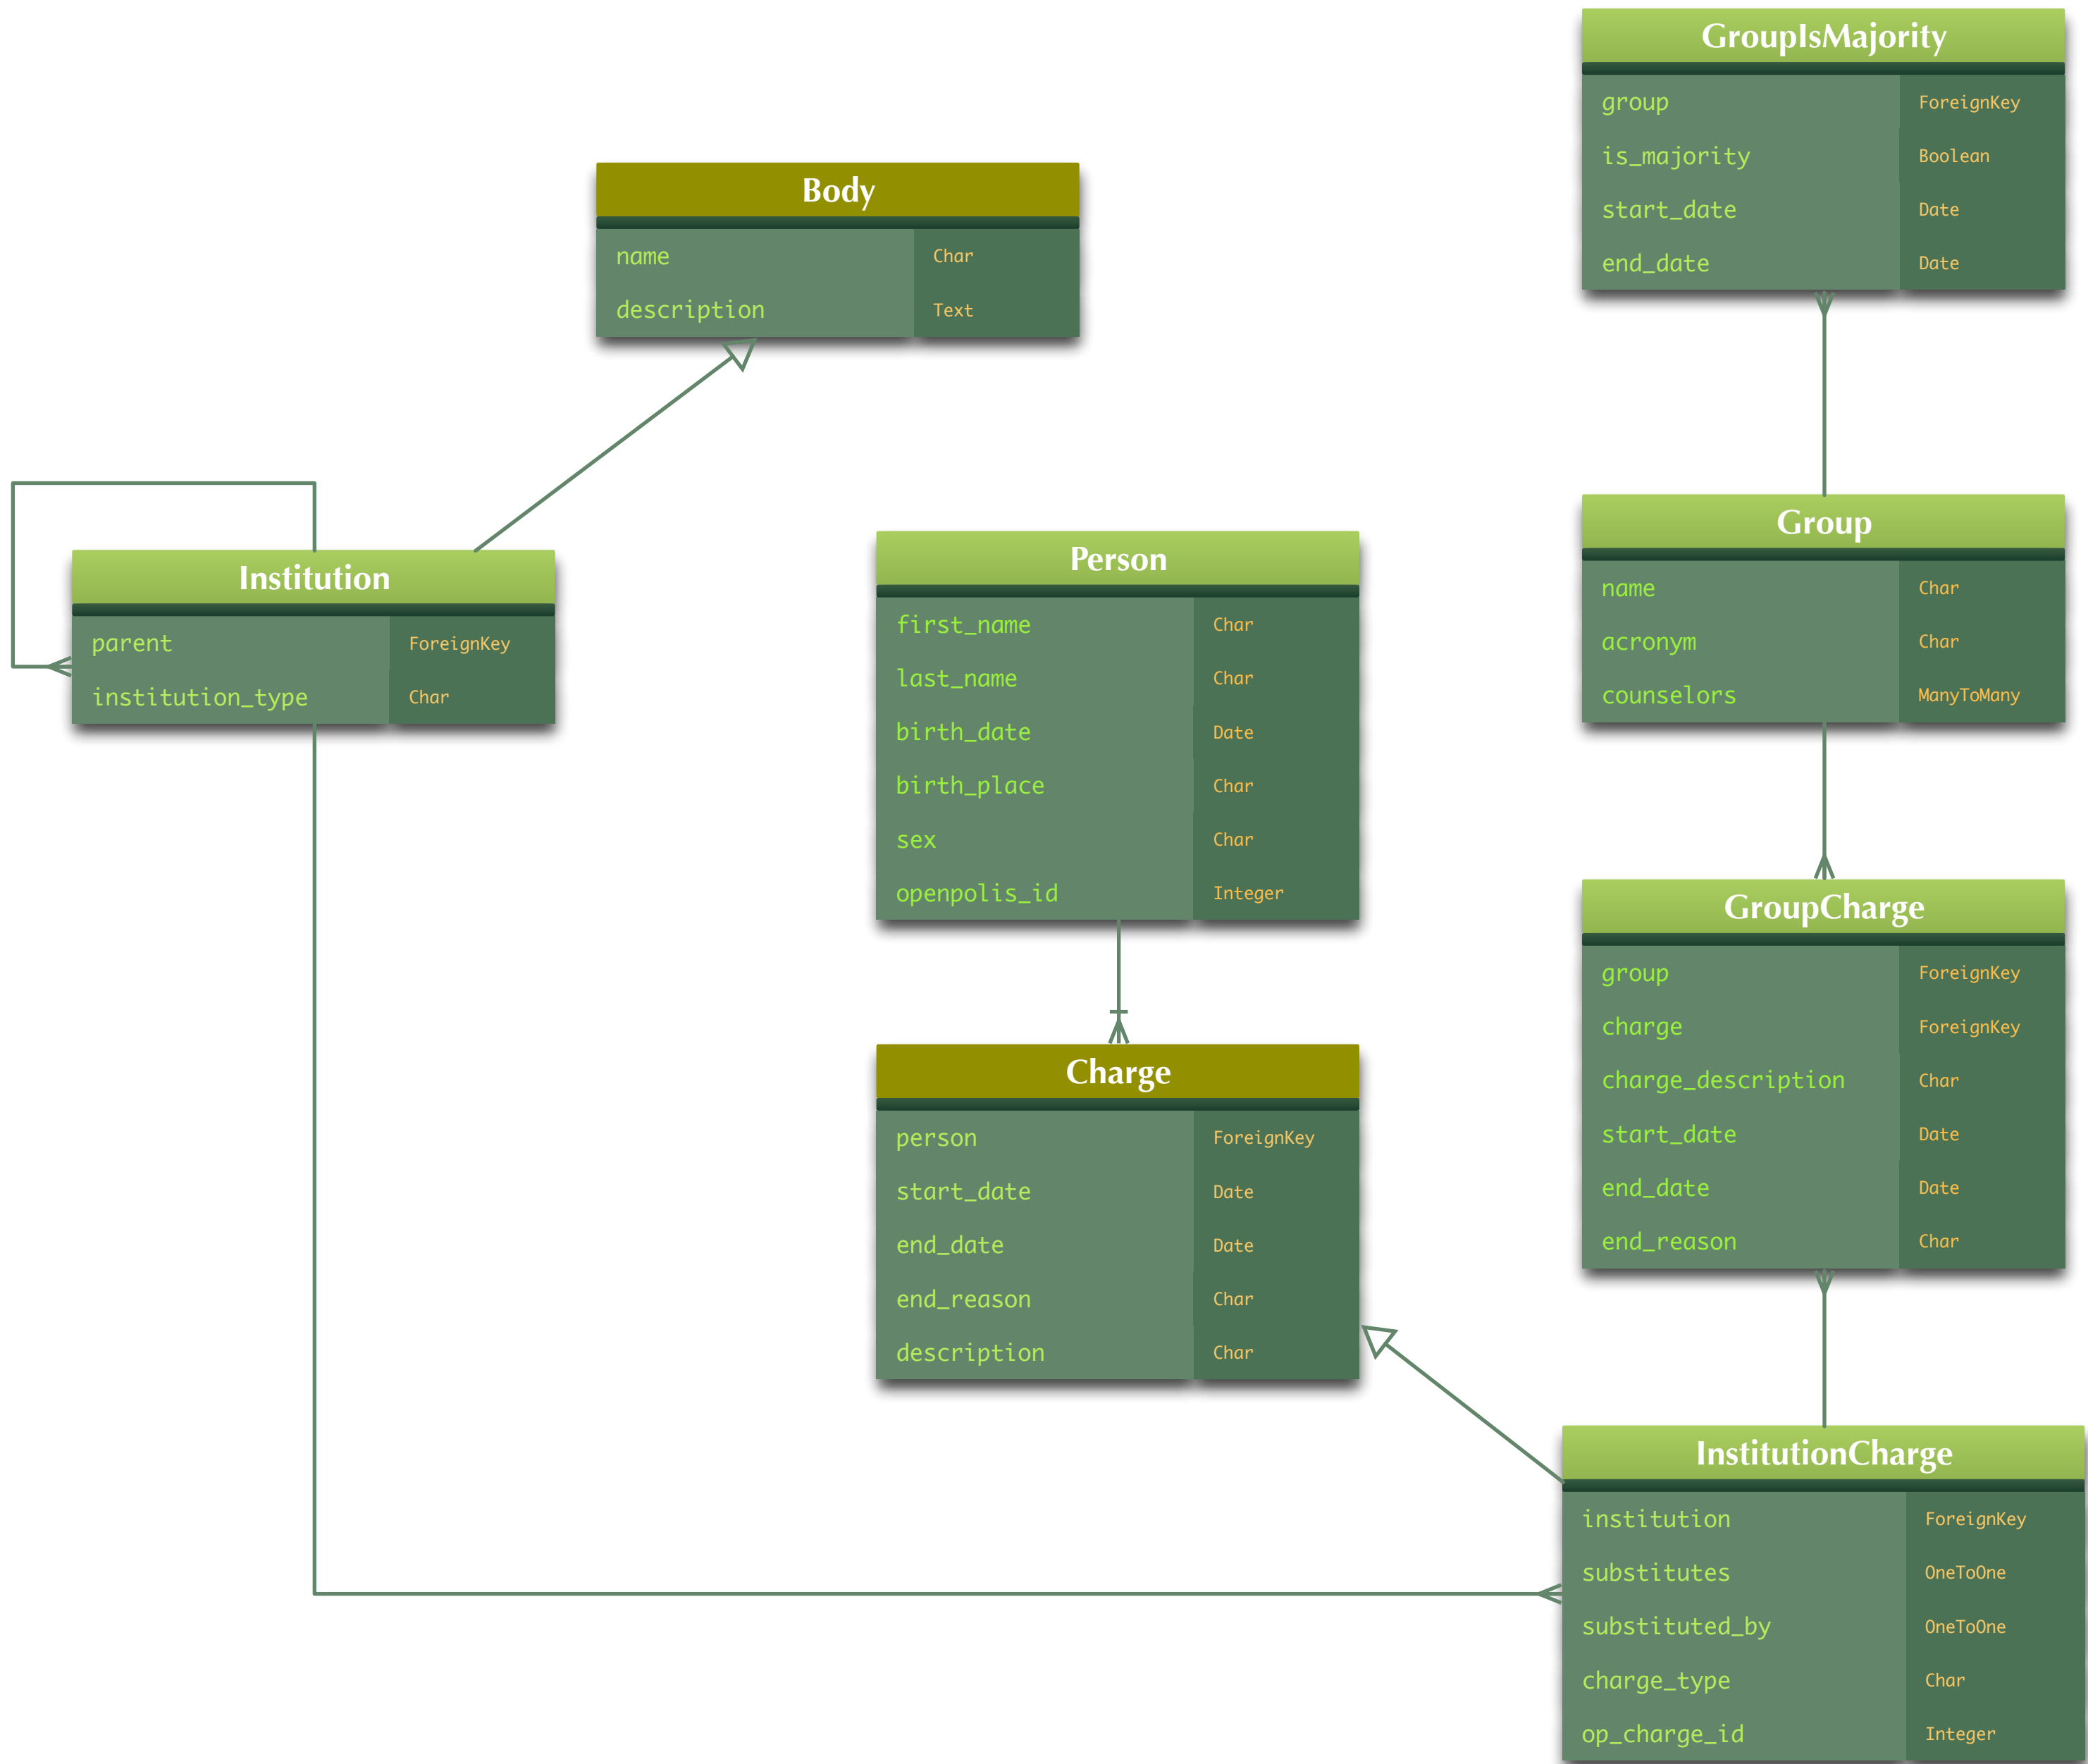 GroupIsMajority
group ForeignKey
is_majority Boolean
start_date Date
end_date Date
Body
name Char
description Text
Institution
parent ForeignKey
institution_type Char
Person
first_name Char
last_name Char
birth_date Date
birth_place Char
sex Char
openpolis_id Integer
Group
name Char
acronym Char
counselors ManyToMany
GroupCharge
group ForeignKey
charge ForeignKey
charge_description Char
start_date Date
end_date Date
end_reason Char
Charge
person ForeignKey
start_date Date
end_date Date
end_reason Char
description Char
InstitutionCharge
institution ForeignKey
substitutes OneToOne
substituted_by OneToOne
charge_type Char
op_charge_id Integer